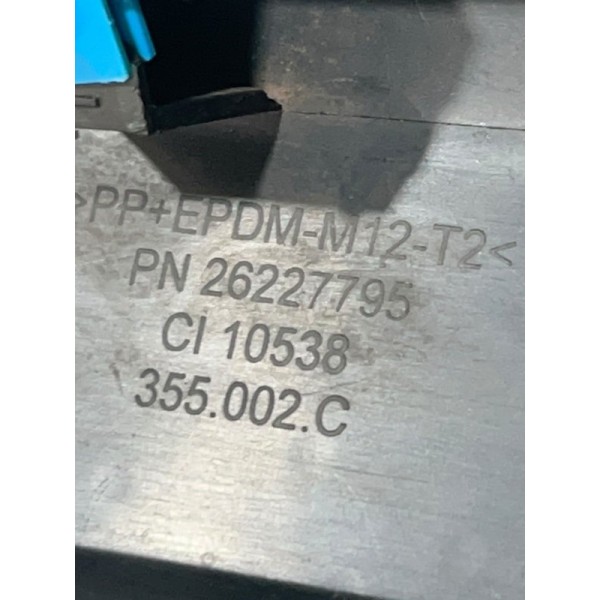 >PP+EPDM-M12-T2<
PN 26227795
CI 10538
355.002.C